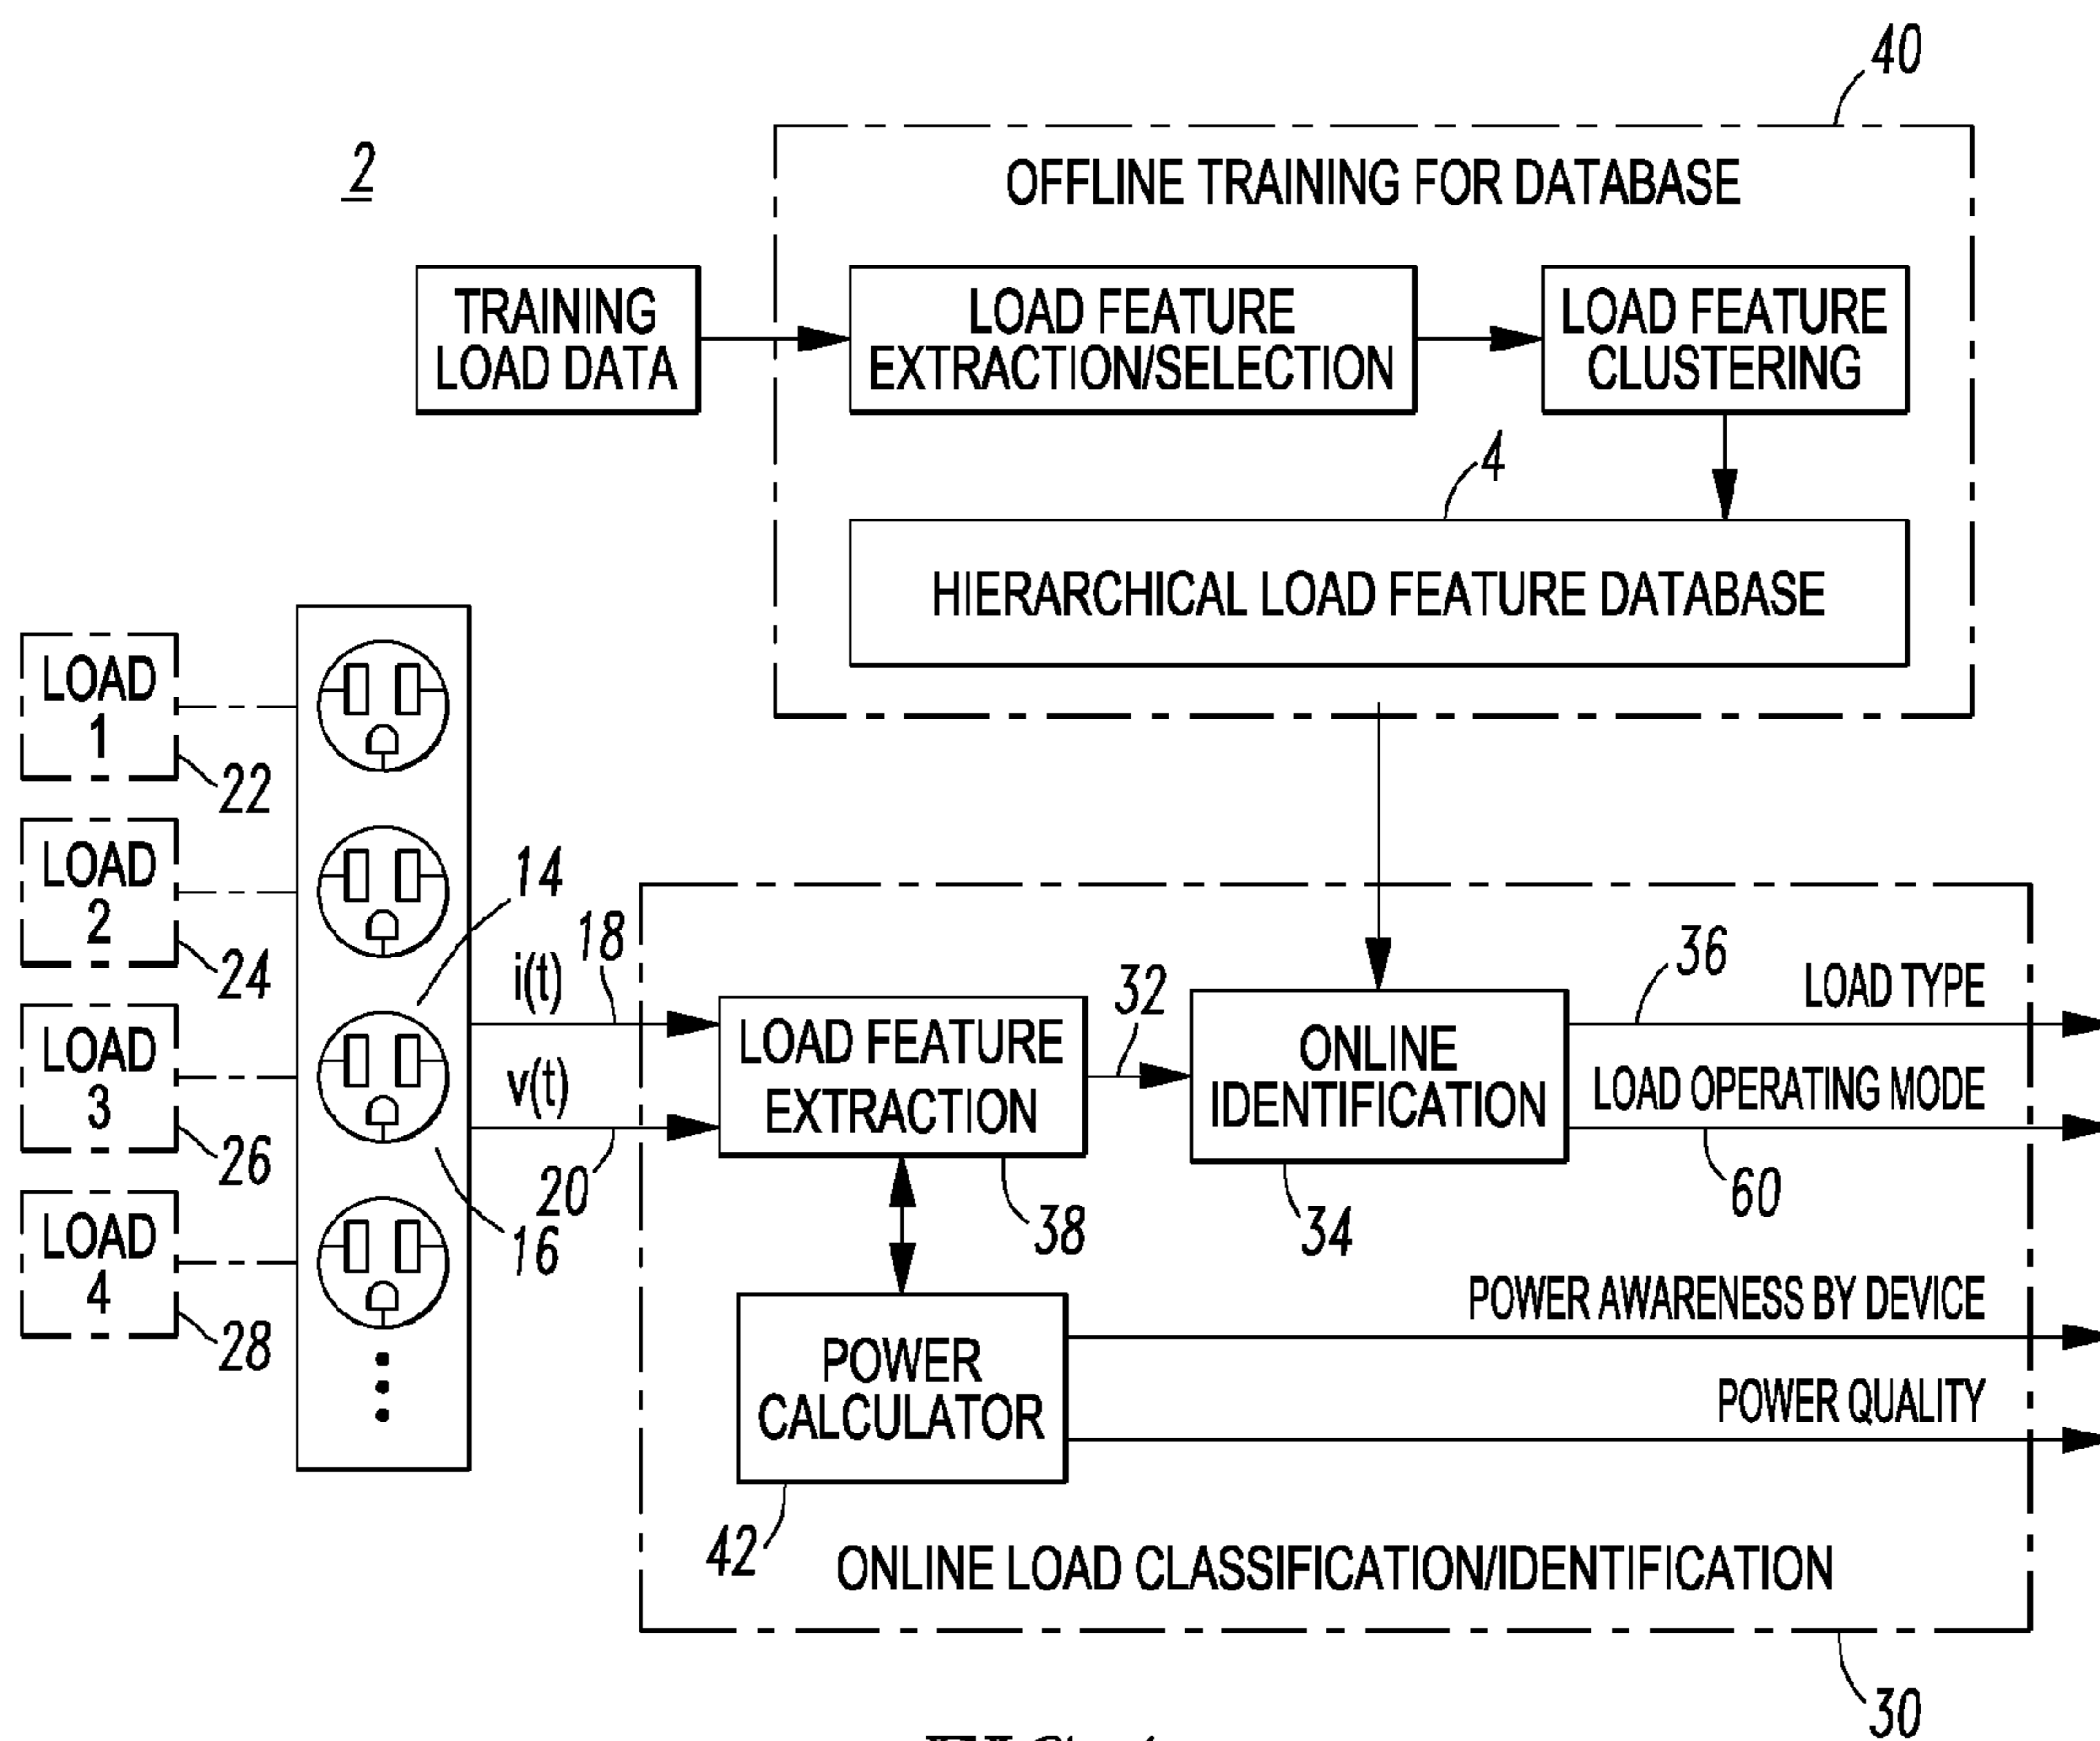 40
2
OFFLINE TRAINING FOR DATABASE
TRAINING
LOAD DATA
LOAD FEATURE
EXTRACTION/SELECTION
LOAD FEATURE
CLUSTERING
4
HIERARCHICAL LOAD FEATURE DATABASE
LOAD
1
22
LOAD
2
24
LOAD
3
26
LOAD
4
28
14
16
i(t)
18
v(t)
20
LOAD FEATURE
EXTRACTION
38
32
ONLINE
IDENTIFICATION
34
36
LOAD TYPE
LOAD OPERATING MODE
60
POWER
CALCULATOR
42
POWER AWARENESS BY DEVICE
POWER QUALITY
ONLINE LOAD CLASSIFICATION/IDENTIFICATION
30